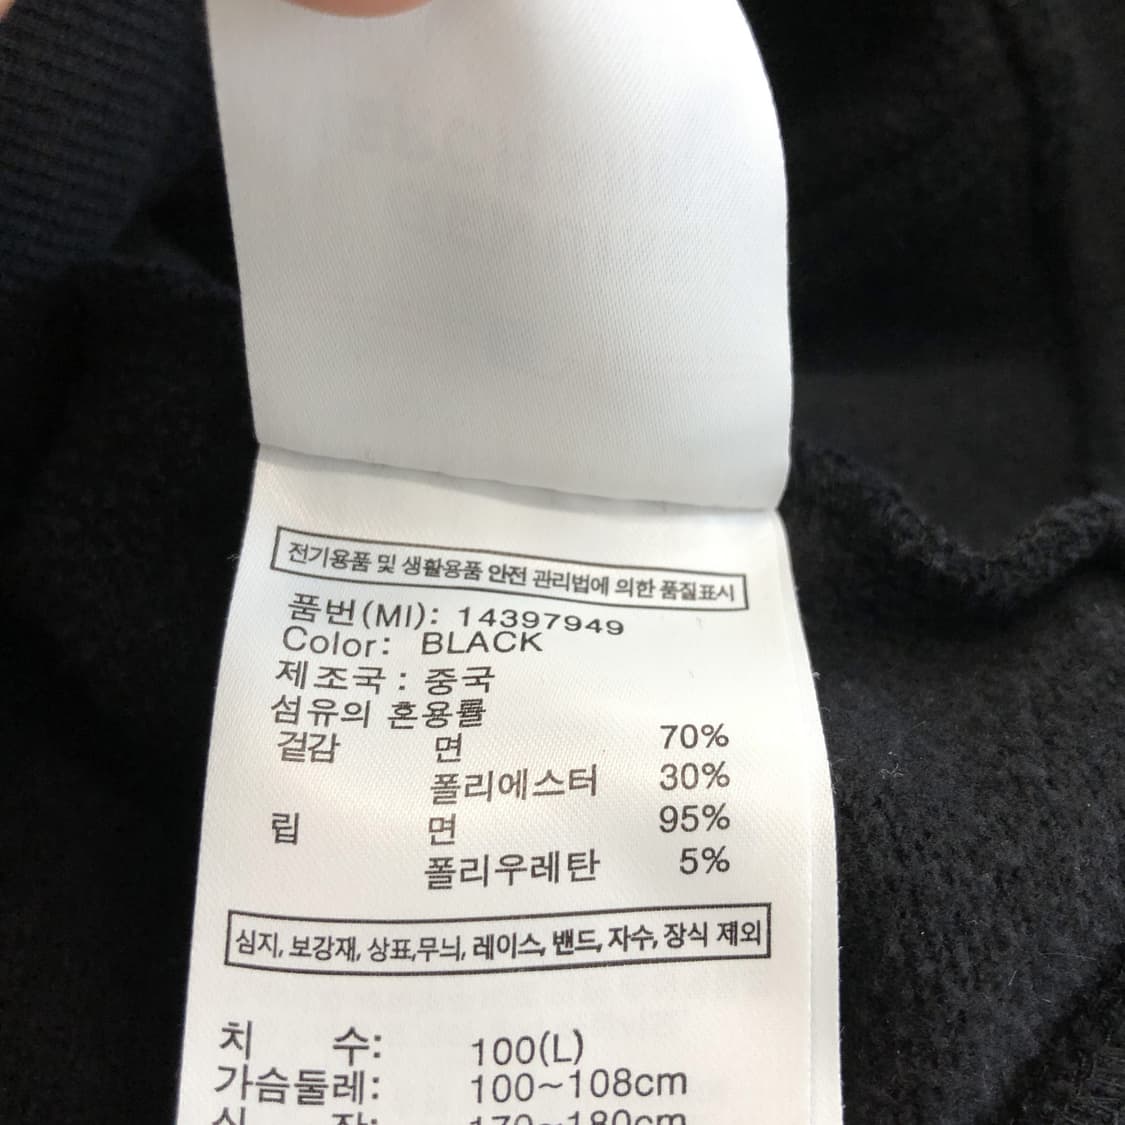 전기용품 및 생활용품 안전 관리법에 의한 품질표시
품번(MI): 14397949
Color: BLACK
제조국 : 중국
섬유의 혼용률
겉감 면 70%
폴리에스터 30%
립 면 95%
폴리우레탄 5%
심지, 보강재, 상표,무늬, 레이스, 밴드, 자수, 장식 제외
치 수: 100(L)
가슴둘레: 100~108cm
170~180cm